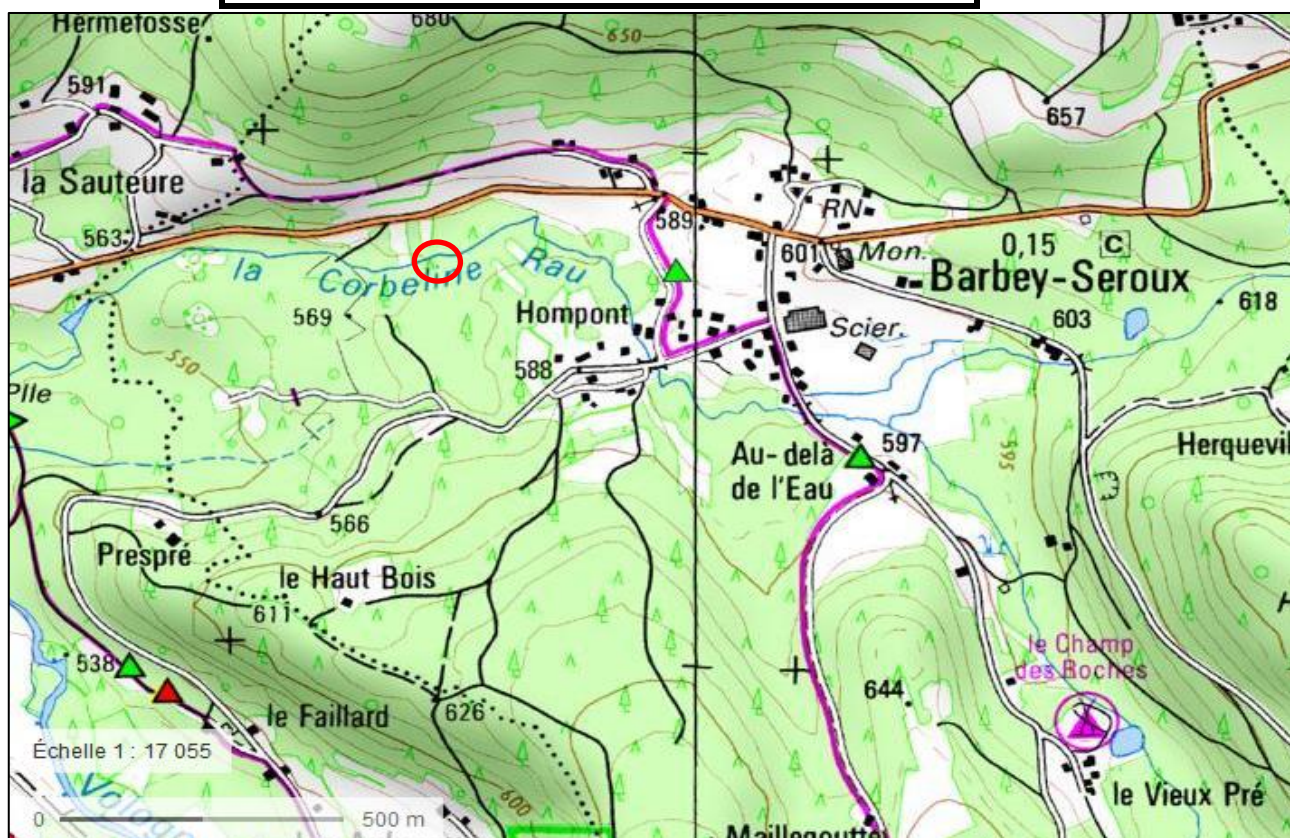 Hermefosse
680
650
591
657
la Sauteure
563
589
RN
601
Mon.
0,15
C
la Corbeline Rau
Barbey-Seroux
569
Hompont
Scier.
603
618
550
588
Plle
597
Au-delà
de l'Eau
595
566
Prespré
le Haut Bois
611
le Champ
des Roches
538
644
626
le Faillard
Échelle 1 : 17 055
600
le Vieux Pré
0
500 m